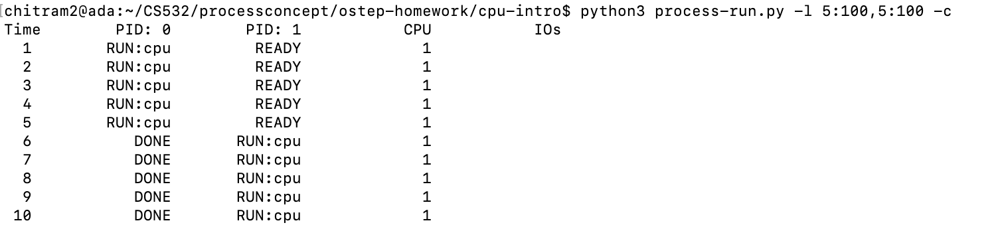 [chitram2@ada:~/CS532/processconcept/ostep-homework/cpu-intro$ python3 process-run.py -l 5:100,5:100 -c
Time PID: 0 PID: 1 CPU IOs
1 RUN:cpu READY 1
2 RUN:cpu READY 1
3 RUN:cpu READY 1
4 RUN:cpu READY 1
5 RUN:cpu READY 1
6 DONE RUN:cpu 1
7 DONE RUN:cpu 1
8 DONE RUN:cpu 1
9 DONE RUN:cpu 1
10 DONE RUN:cpu 1